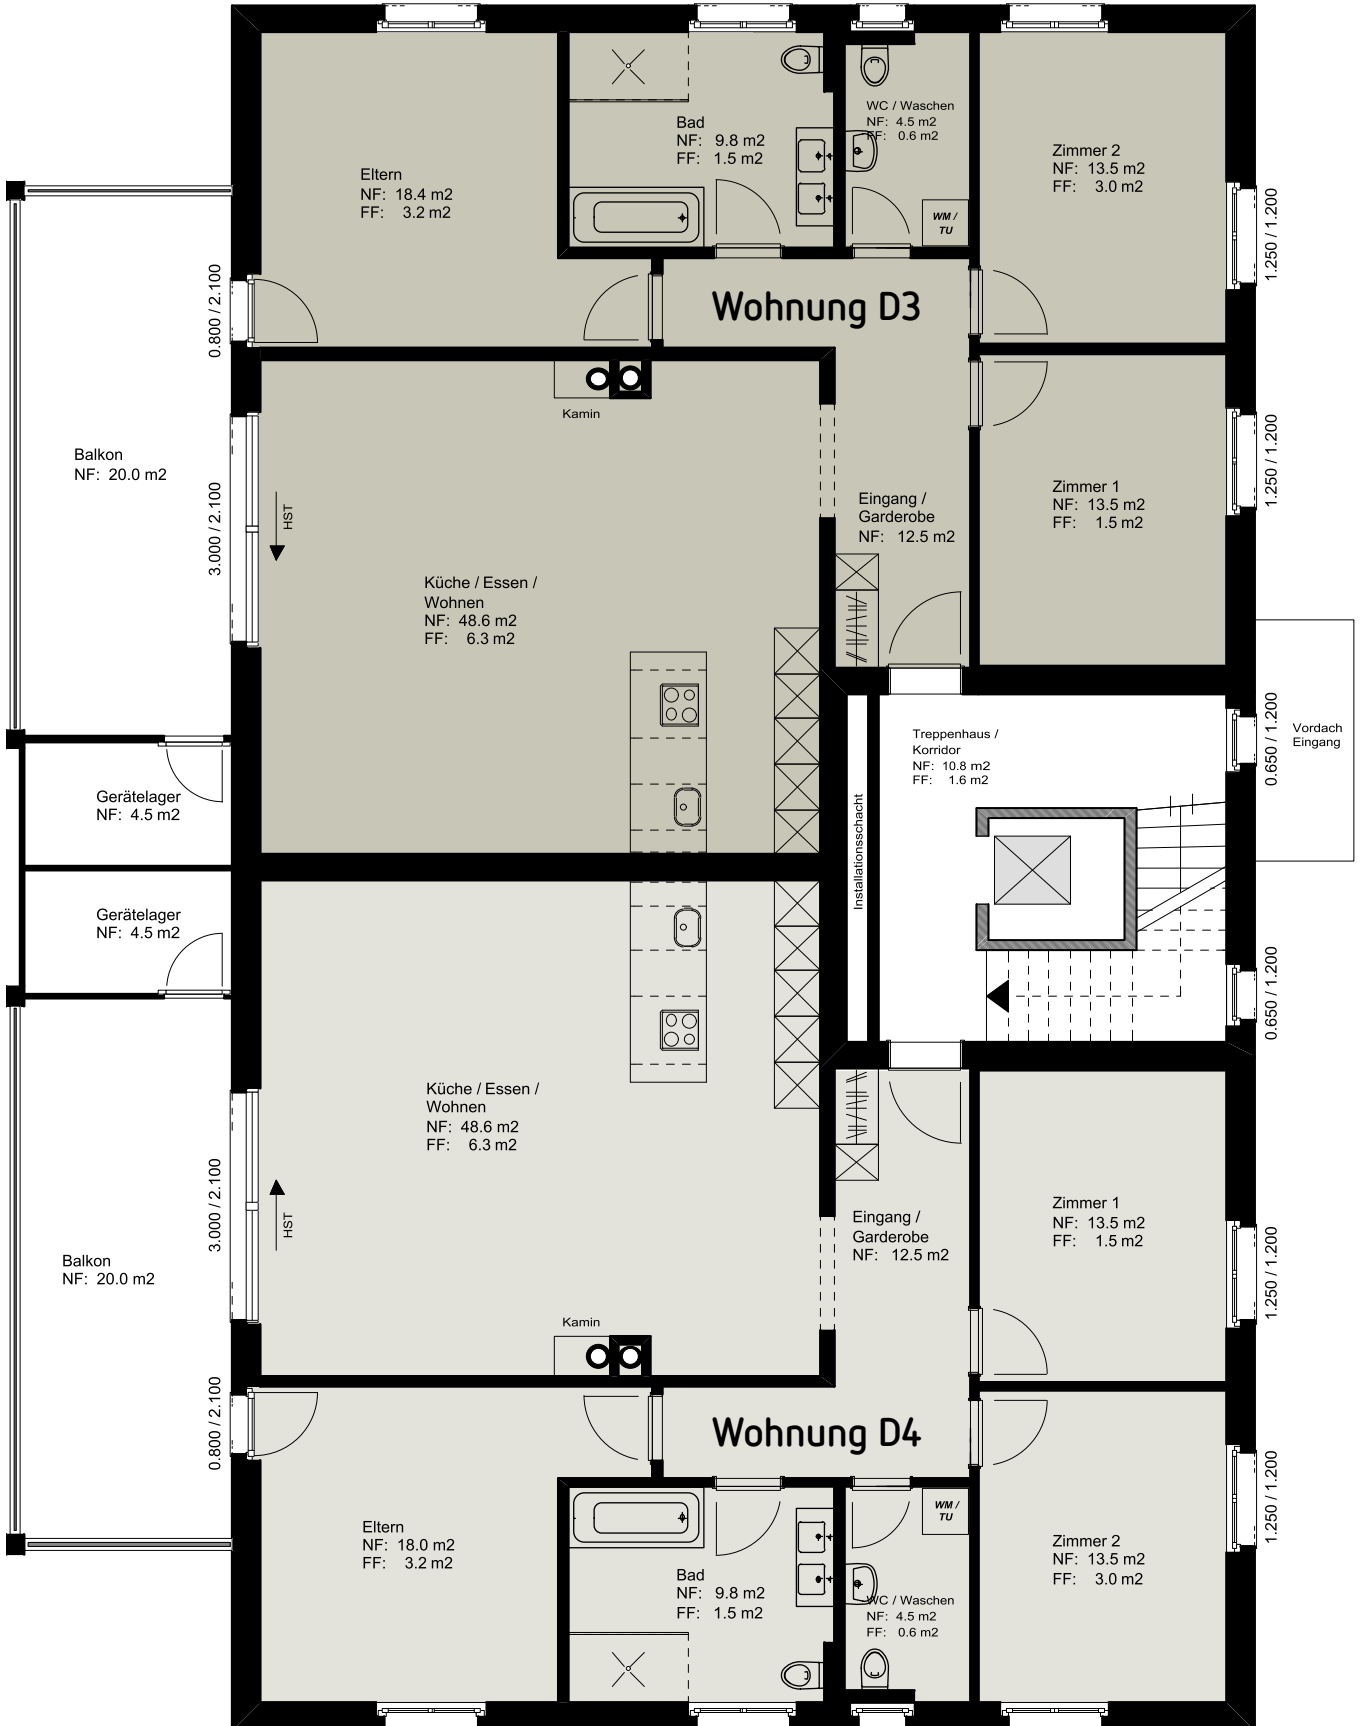 Eltern
NF: 18.4 m2
FF: 3.2 m2
Bad
NF: 9.8 m2
FF: 1.5 m2
WC / Waschen
NF: 4.5 m2
FF: 0.6 m2
WM /
TU
Zimmer 2
NF: 13.5 m2
FF: 3.0 m2
1.250 / 1.200
0.800 / 2.100
Wohnung D3
Kamin
Balkon
NF: 20.0 m2
3.000 / 2.100
HST
Küche / Essen /
Wohnen
NF: 48.6 m2
FF: 6.3 m2
Eingang /
Garderobe
NF: 12.5 m2
Zimmer 1
NF: 13.5 m2
FF: 1.5 m2
1.250 / 1.200
Gerätelager
NF: 4.5 m2
Installationsschacht
Treppenhaus /
Korridor
NF: 10.8 m2
FF: 1.6 m2
0.650 / 1.200
Vordach
Eingang
Gerätelager
NF: 4.5 m2
0.650 / 1.200
Balkon
NF: 20.0 m2
3.000 / 2.100
HST
Küche / Essen /
Wohnen
NF: 48.6 m2
FF: 6.3 m2
Eingang /
Garderobe
NF: 12.5 m2
Zimmer 1
NF: 13.5 m2
FF: 1.5 m2
1.250 / 1.200
Kamin
0.800 / 2.100
Wohnung D4
Eltern
NF: 18.0 m2
FF: 3.2 m2
Bad
NF: 9.8 m2
FF: 1.5 m2
WM /
TU
WC / Waschen
NF: 4.5 m2
FF: 0.6 m2
Zimmer 2
NF: 13.5 m2
FF: 3.0 m2
1.250 / 1.200